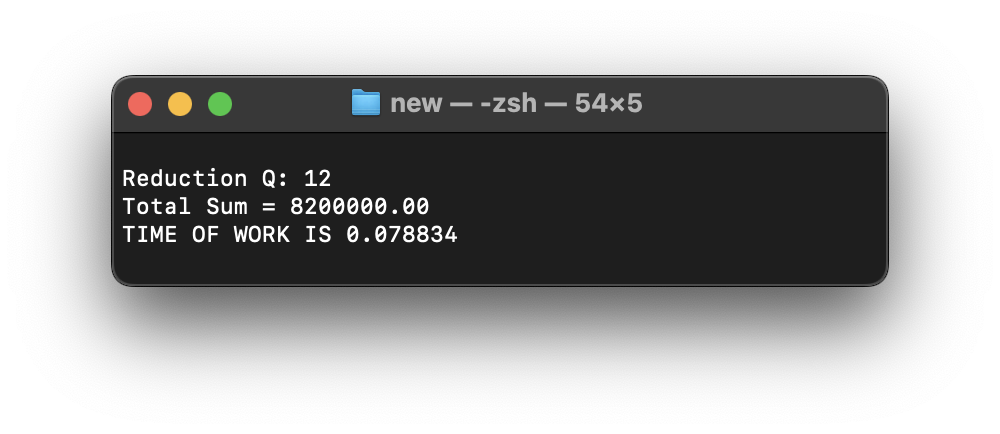 new — -zsh — 54×5
Reduction Q: 12
Total Sum = 8200000.00
TIME OF WORK IS 0.078834